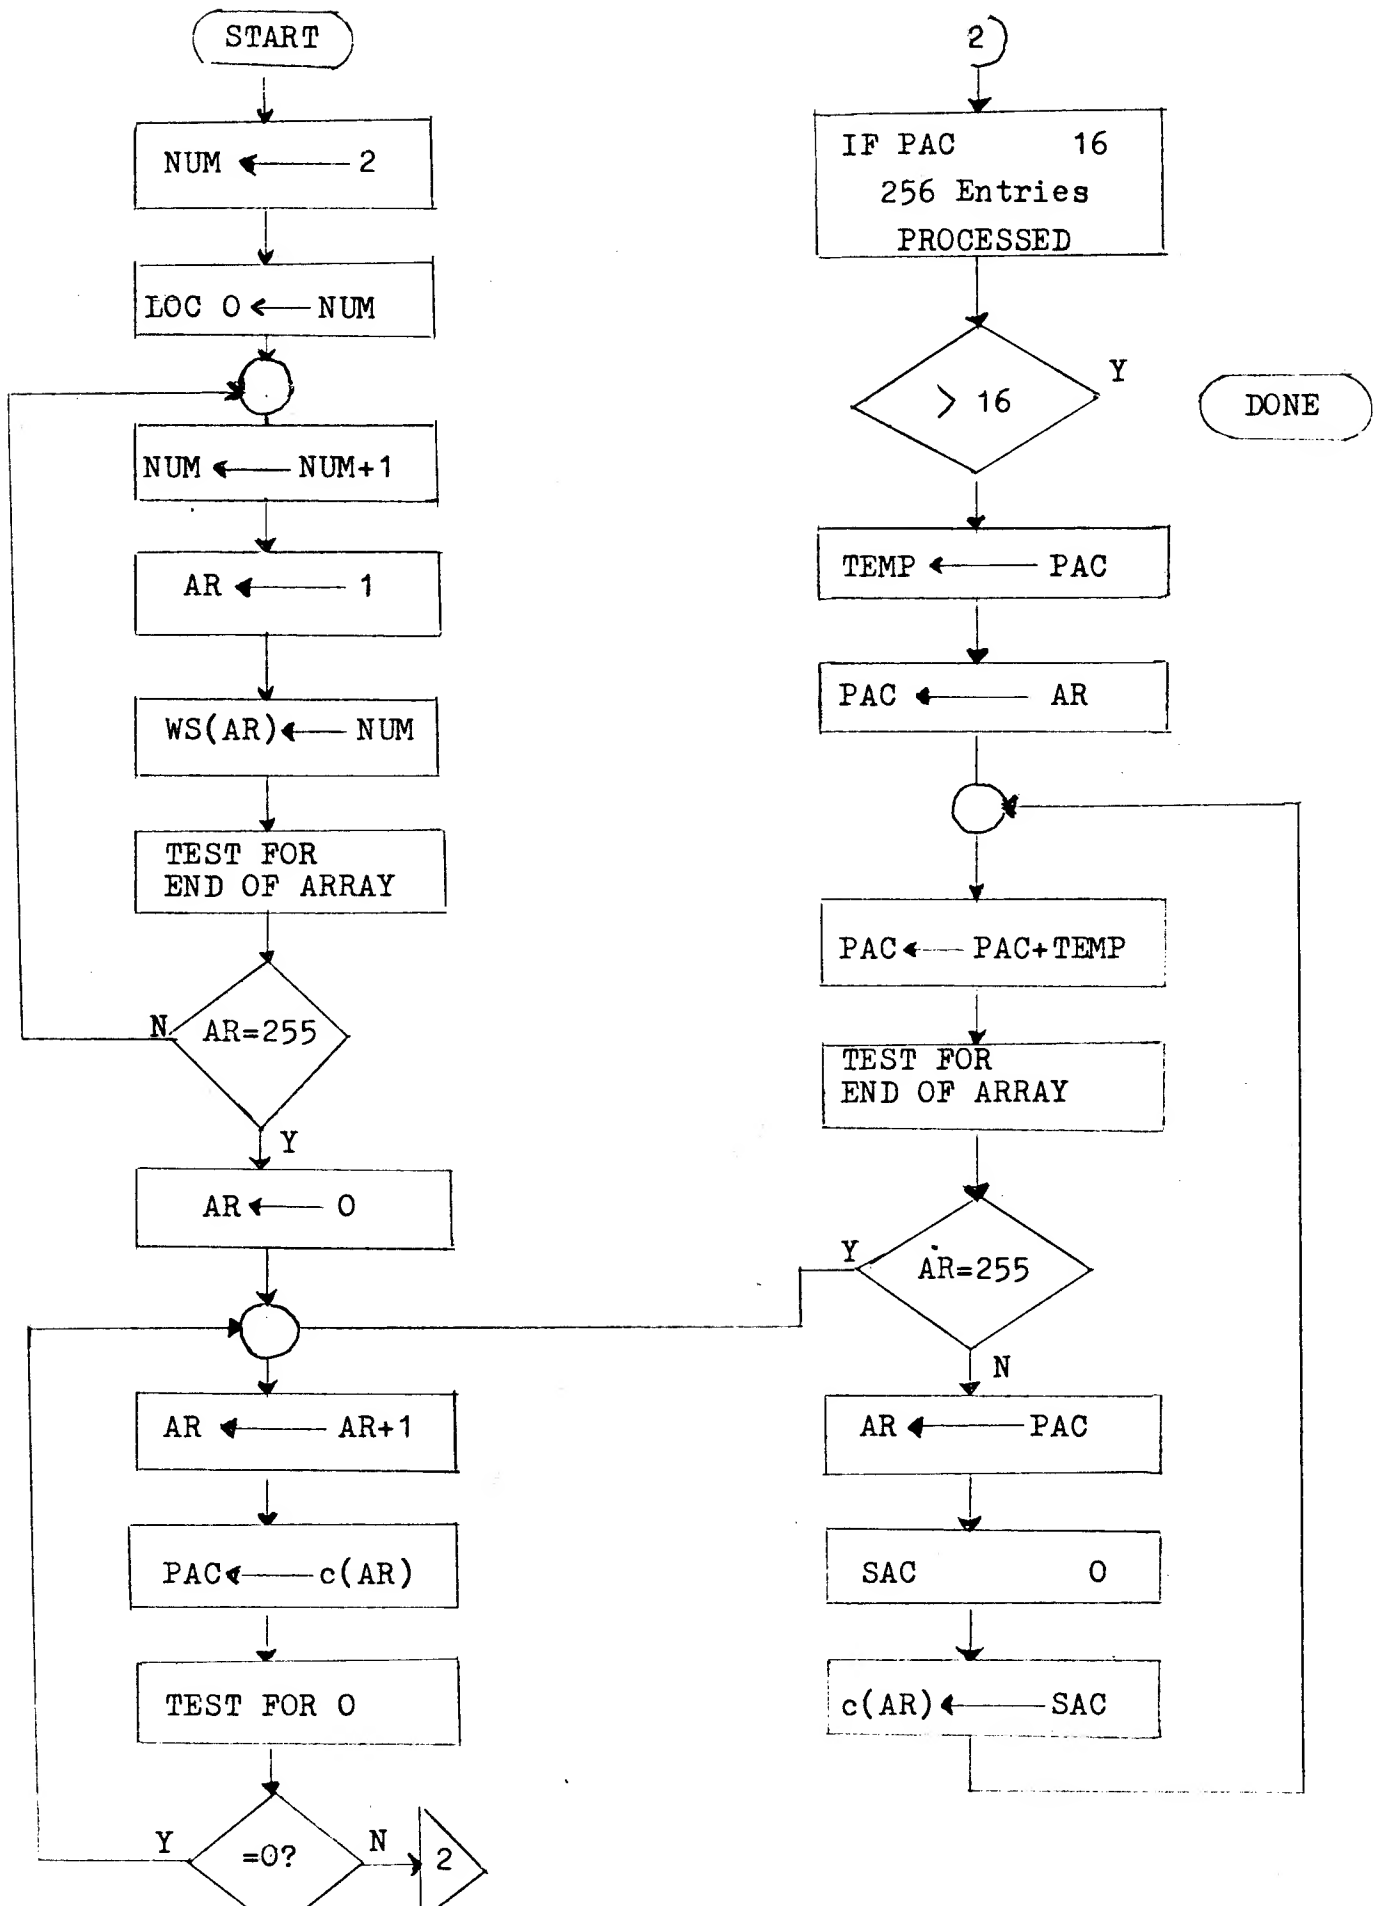 START
NUM ← 2
LOC 0 ← NUM
NUM ← NUM+1
AR ← 1
WS(AR) ← NUM
TEST FOR
END OF ARRAY
N
AR=255
Y
AR ← 0
AR ← AR+1
PAC ← c(AR)
TEST FOR 0
Y
=0?
N
2
2
IF PAC 16
256 Entries
PROCESSED
> 16
Y
DONE
TEMP ← PAC
PAC ← AR
PAC ← PAC+TEMP
TEST FOR
END OF ARRAY
Y
AR=255
N
AR ← PAC
SAC 0
c(AR) ← SAC